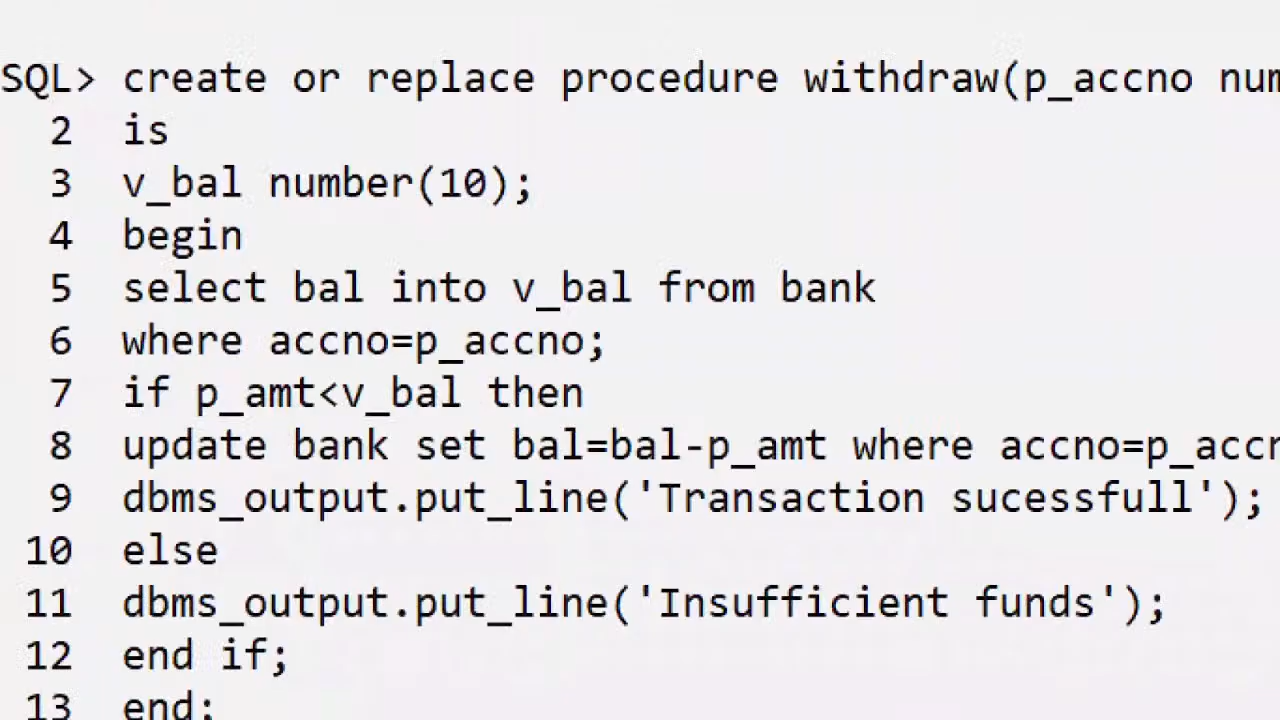 SQL> create or replace procedure withdraw(p_accno num
2 is
3 v_bal number(10);
4 begin
5 select bal into v_bal from bank
6 where accno=p_accno;
7 if p_amt<v_bal then
8 update bank set bal=bal-p_amt where accno=p_accn
9 dbms_output.put_line('Transaction sucessfull');
10 else
11 dbms_output.put_line('Insufficient funds');
12 end if;
13 end;